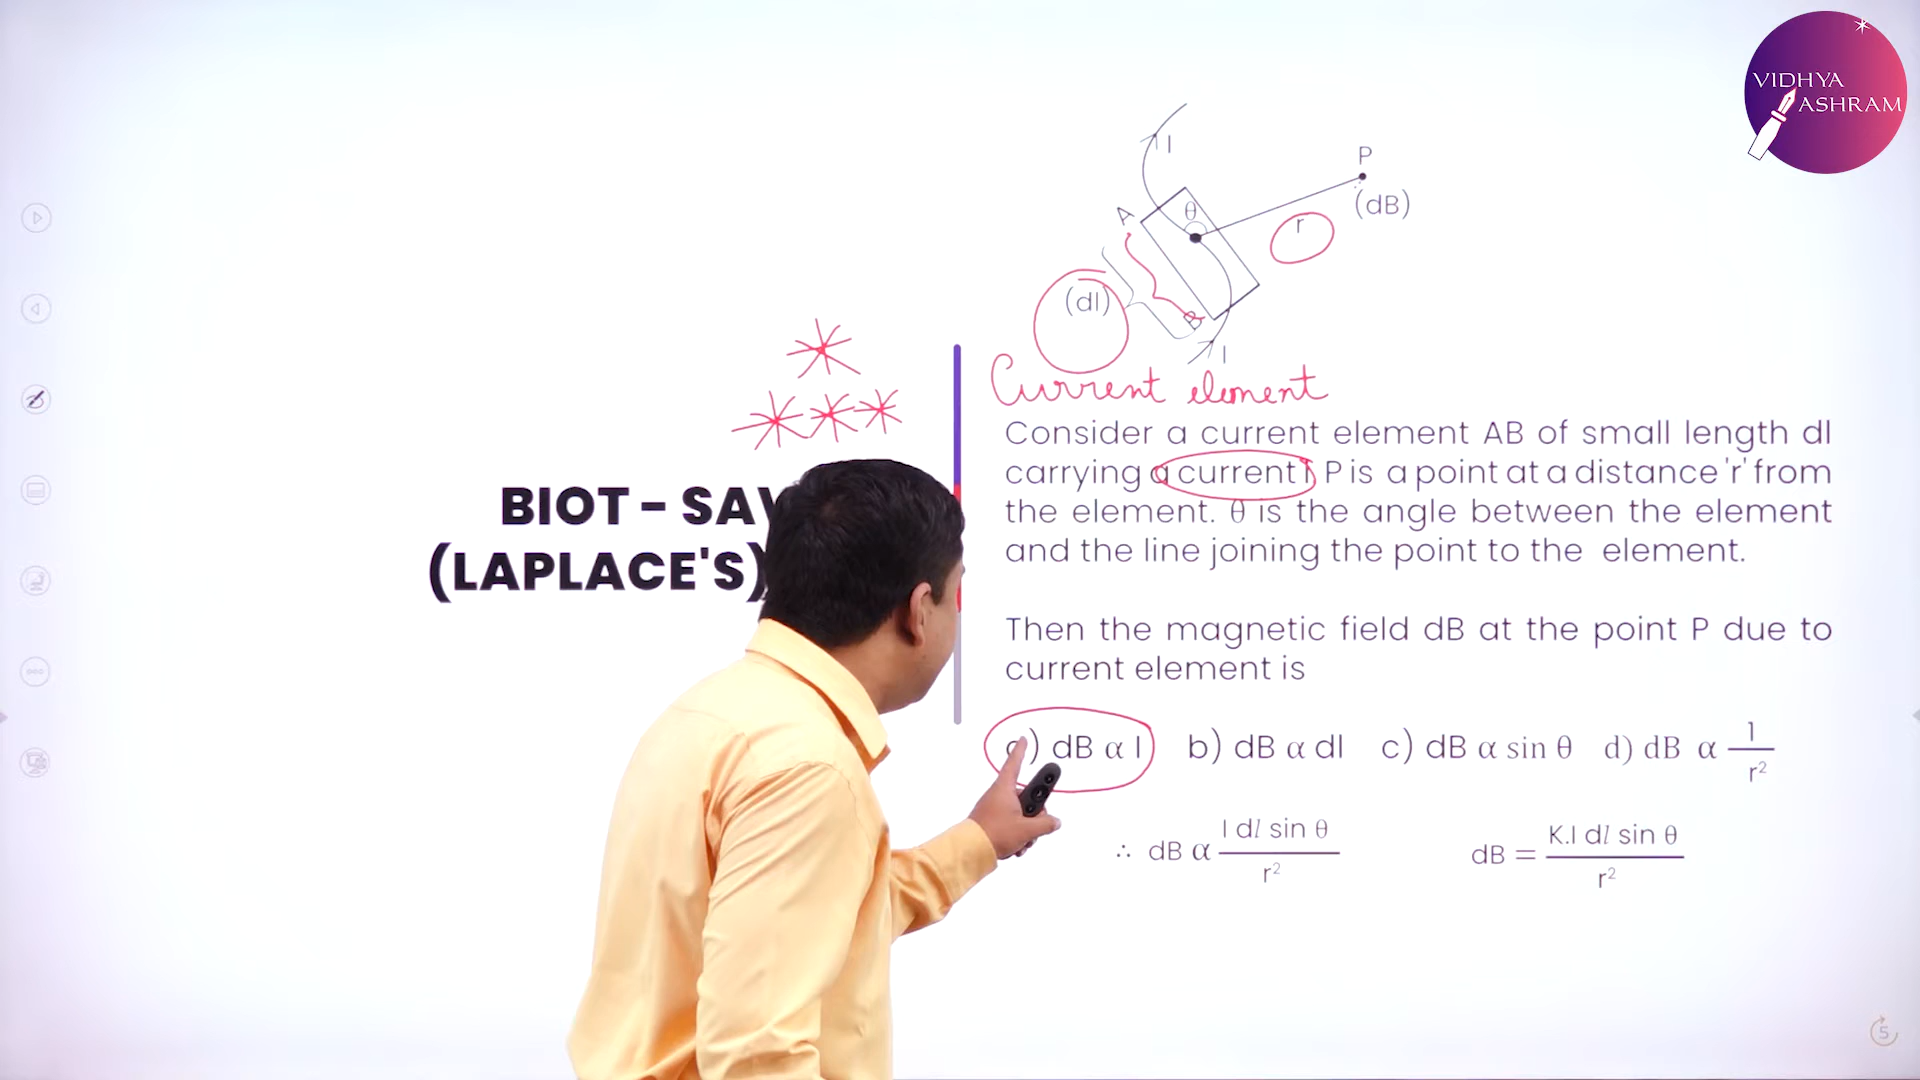 VIDHYA
ASHRAM
I
P
θ
(dB)
A
r
(dl)
B
I
Current element
Consider a current element AB of small length dl
carrying a current I P is a point at a distance 'r' from
the element. θ is the angle between the element
and the line joining the point to the element.
BIOT - SAV
(LAPLACE'S)
Then the magnetic field dB at the point P due to
current element is
a) dB α I b) dB α dl c) dB α sin θ d) dB α 1/r²
∴ dB α I dl sin θ/r² dB = K.I dl sin θ/r²
5